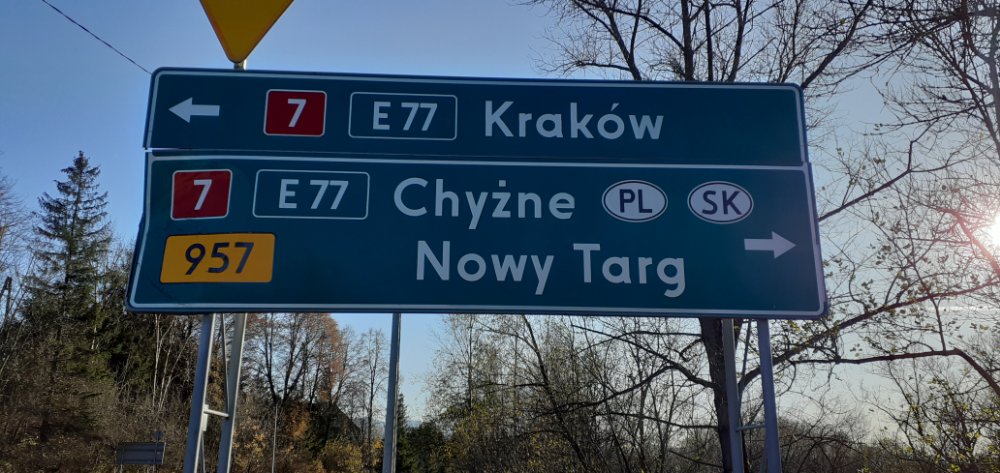 7 E 77 Kraków
7 E 77 Chyżne PL SK
957 Nowy Targ